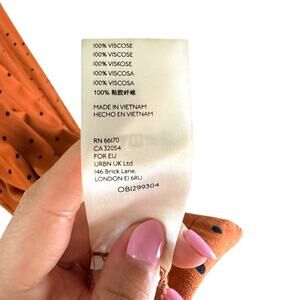 100% VISCOSE
100% VISCOSE
100% VISKOSE
100% VISCOSA
100% VISCOSA
100% 粘胶纤维
MADE IN VIETNAM
HECHO EN VIETNAM
RN 66170
CA 32054
FOR EU
URBN UK Ltd.
146 Brick Lane,
LONDON E1 6RU
OB1299304